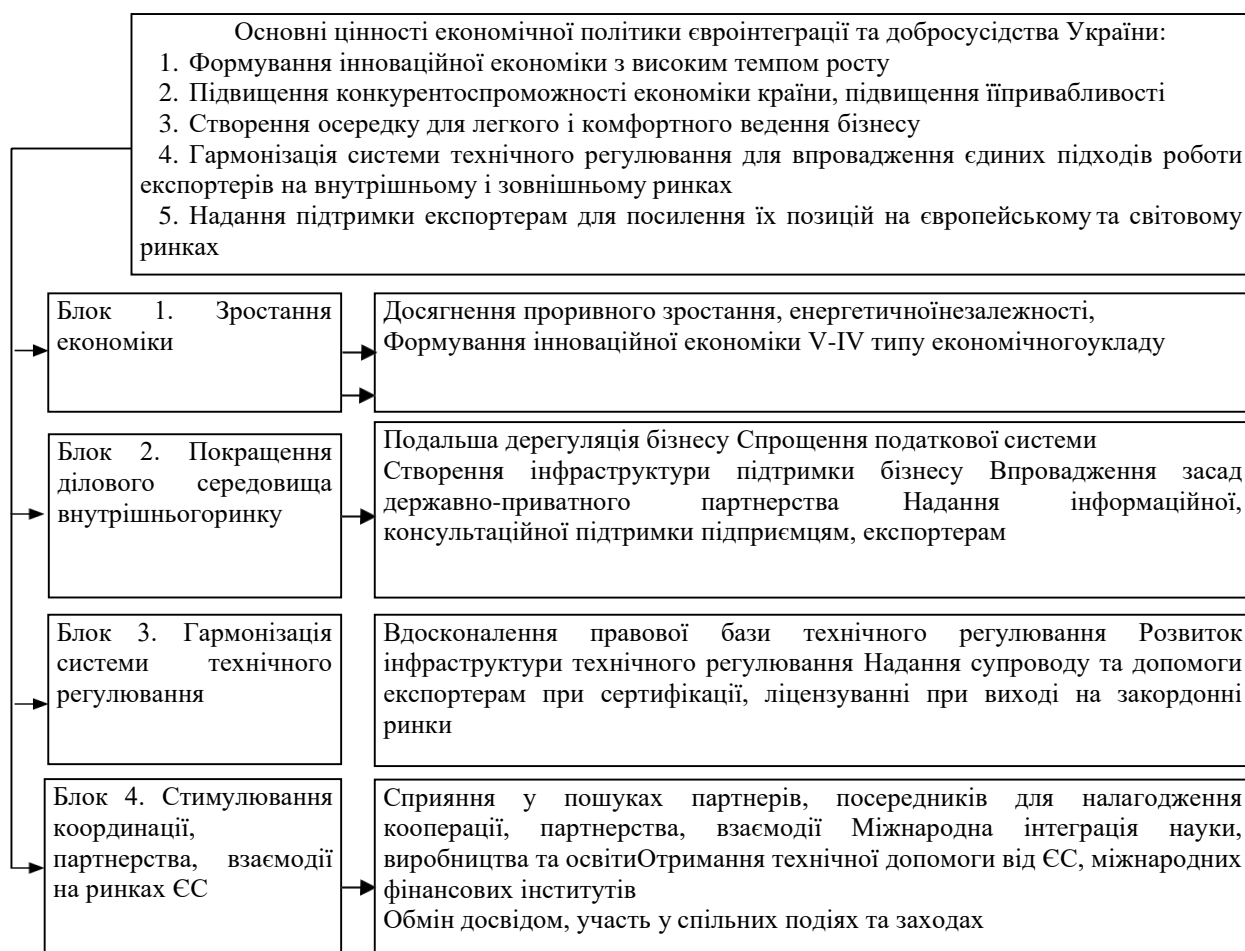 Основні цінності економічної політики євроінтеграції та добросусідства України:
1. Формування інноваційної економіки з високим темпом росту
2. Підвищення конкурентоспроможності економіки країни, підвищення їїпривабливості
3. Створення осередку для легкого і комфортного ведення бізнесу
4. Гармонізація системи технічного регулювання для впровадження єдиних підходів роботи
експортерів на внутрішньому і зовнішньому ринках
5. Надання підтримки експортерам для посилення їх позицій на європейському та світовому
ринках
Блок 1. Зростання
економіки
Досягнення проривного зростання, енергетичноїнезалежності,
Формування інноваційної економіки V-IV типу економічногоукладу
Блок 2. Покращення
ділового середовища
внутрішньогоринку
Подальша дерегуляція бізнесу Спрощення податкової системи
Створення інфраструктури підтримки бізнесу Впровадження засад
державно-приватного партнерства Надання інформаційної,
консультаційної підтримки підприємцям, експортерам
Блок 3. Гармонізація
системи технічного
регулювання
Вдосконалення правової бази технічного регулювання Розвиток
інфраструктури технічного регулювання Надання супроводу та допомоги
експортерам при сертифікації, ліцензуванні при виході на закордонні
ринки
Блок 4. Стимулювання
координації,
партнерства, взаємодії
на ринках ЄС
Сприяння у пошуках партнерів, посередників для налагодження
кооперації, партнерства, взаємодії Міжнародна інтеграція науки,
виробництва та освітиОтримання технічної допомоги від ЄС, міжнародних
фінансових інститутів
Обмін досвідом, участь у спільних подіях та заходах